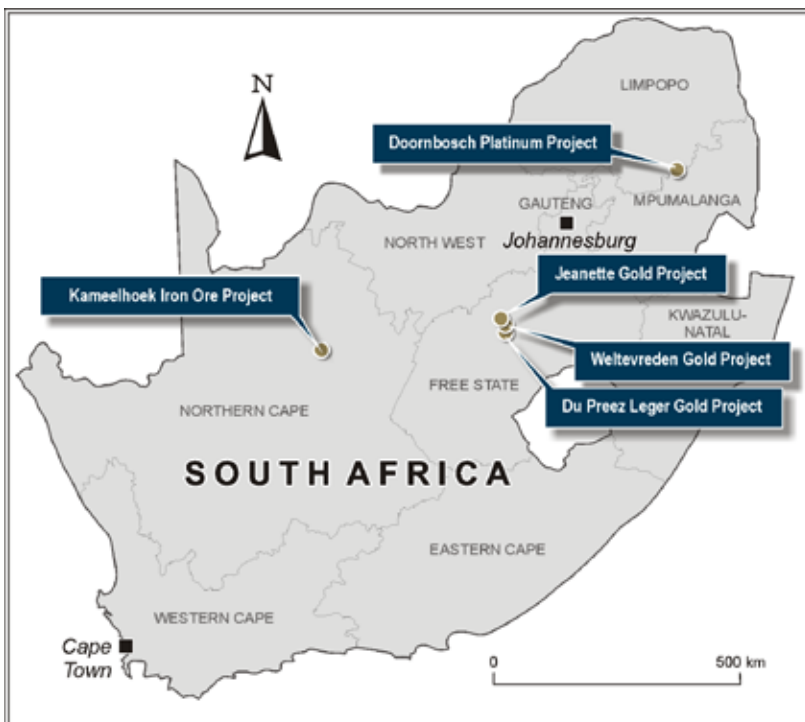 N
LIMPOPO
Doornbosch Platinum Project
GAUTENG
MPUMALANGA
NORTH WEST
Johannesburg
Jeanette Gold Project
Kameelhoek Iron Ore Project
KWAZULU-
NATAL
Weltevreden Gold Project
FREE STATE
Du Preez Leger Gold Project
NORTHERN CAPE
SOUTH AFRICA
EASTERN CAPE
WESTERN CAPE
Cape
Town
0 500 km